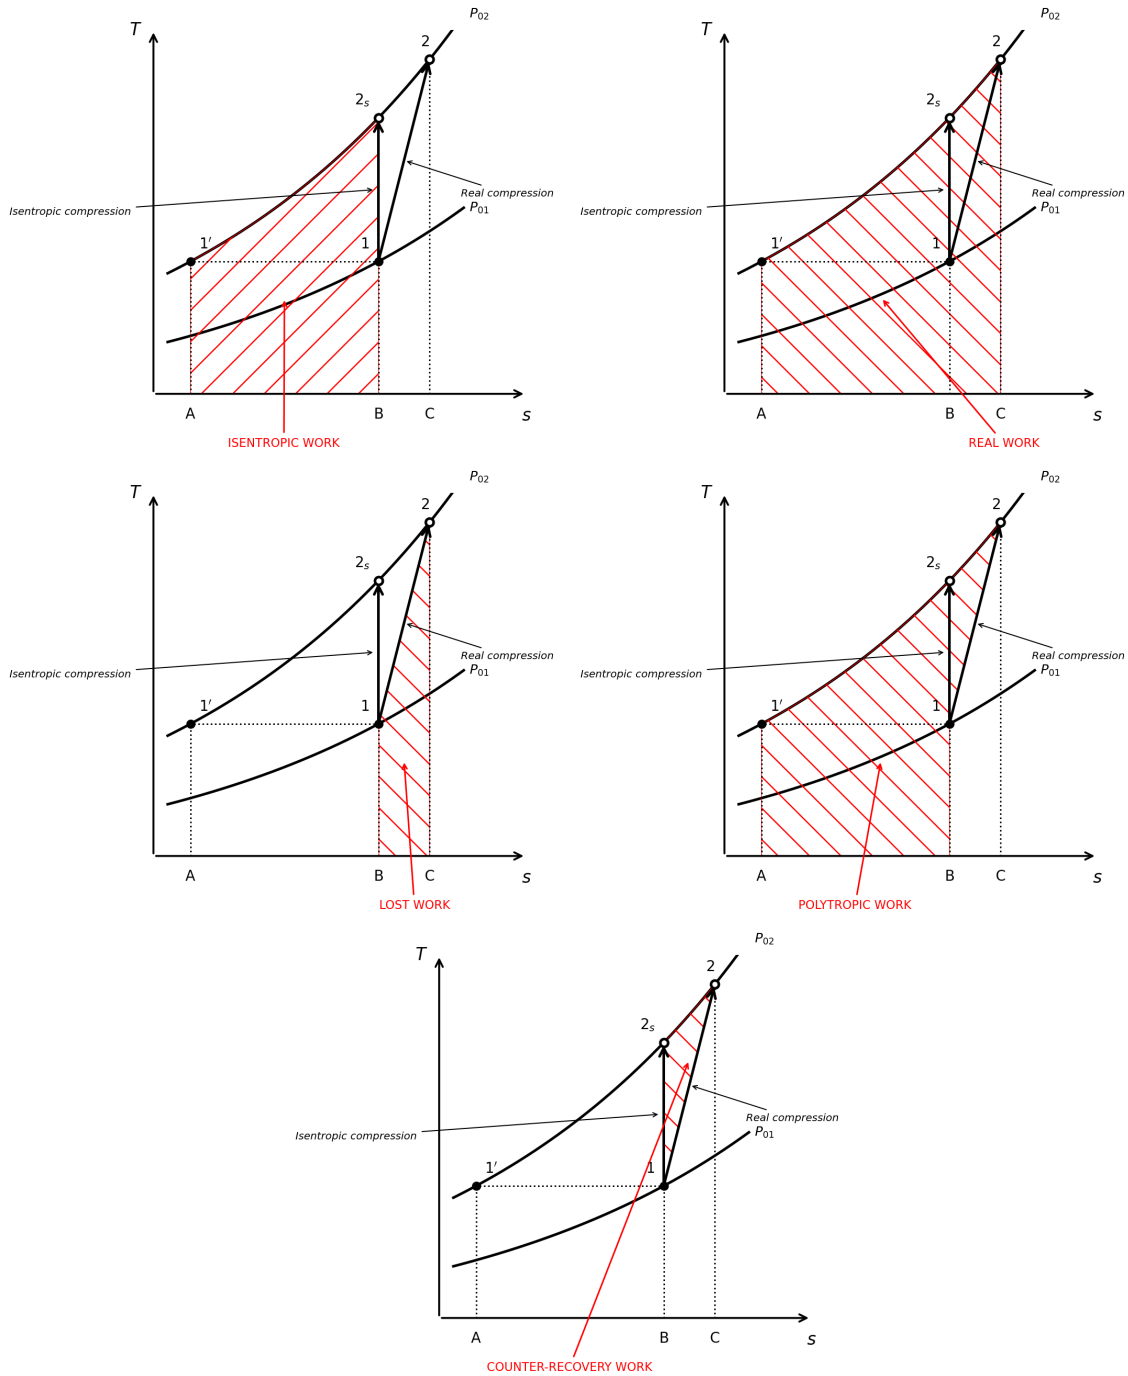 T
P02
2
2s
Real compression
Isentropic compression
P01
1′
1
A
B
C
s
ISENTROPIC WORK
T
P02
2
2s
Real compression
Isentropic compression
P01
1′
1
A
B
C
s
REAL WORK
T
P02
2
2s
Real compression
Isentropic compression
P01
1′
1
A
B
C
s
LOST WORK
T
P02
2
2s
Real compression
Isentropic compression
P01
1′
1
A
B
C
s
POLYTROPIC WORK
T
P02
2
2s
Real compression
Isentropic compression
P01
1′
1
A
B
C
s
COUNTER-RECOVERY WORK